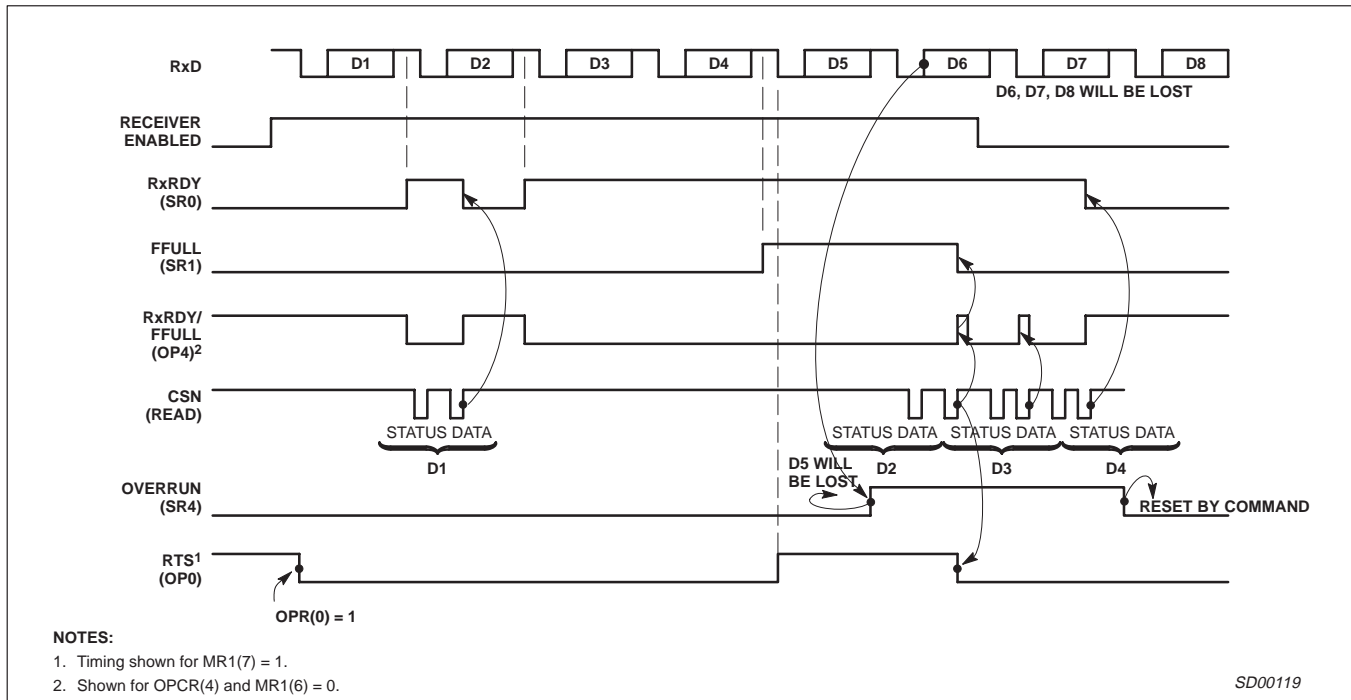 RxD
D1 D2 D3 D4 D5 D6 D7 D8
D6, D7, D8 WILL BE LOST
RECEIVER
ENABLED
RxRDY
(SR0)
FFULL
(SR1)
RxRDY/
FFULL
(OP4)2
CSN
(READ)
STATUS DATA STATUS DATA STATUS DATA STATUS DATA
D1 D2 D3 D4
D5 WILL
BE LOST
OVERRUN
(SR4)
RESET BY COMMAND
RTS1
(OP0)
OPR(0) = 1
NOTES:
1. Timing shown for MR1(7) = 1.
2. Shown for OPCR(4) and MR1(6) = 0.
SD00119